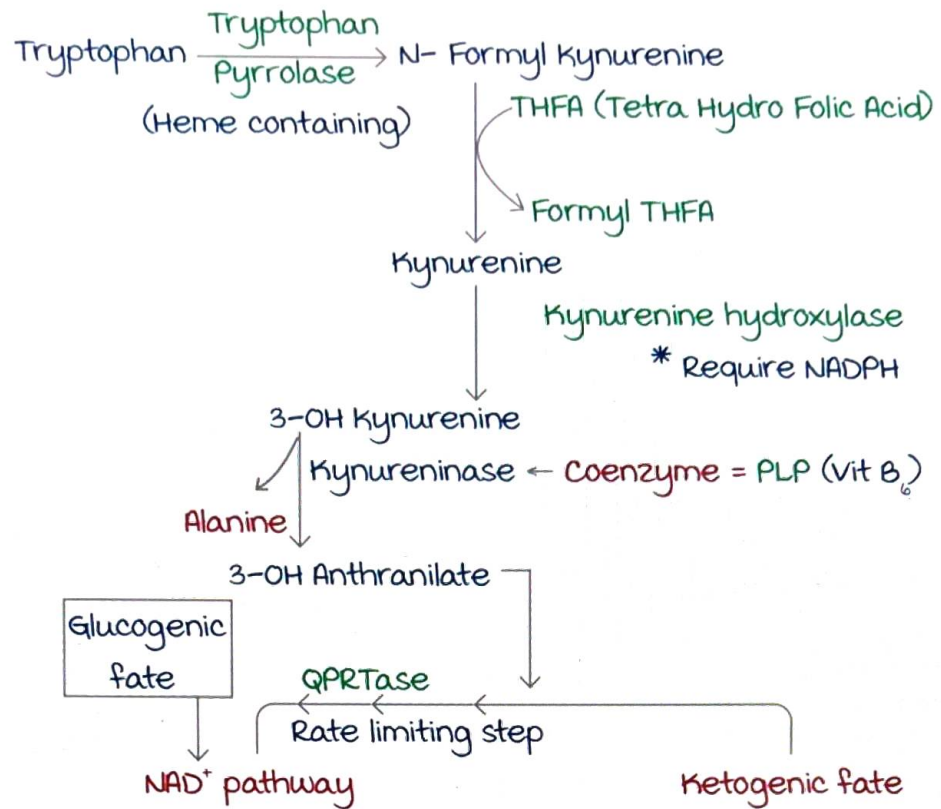 Tryptophan
Tryptophan
Pyrrolase
(Heme containing)
N- Formyl Kynurenine
THFA (Tetra Hydro Folic Acid)
Formyl THFA
Kynurenine
Kynurenine hydroxylase
* Require NADPH
3-OH Kynurenine
Kynureninase ← Coenzyme = PLP (Vit B₆)
Alanine
3-OH Anthranilate
Glucogenic
fate
QPRTase
Rate limiting step
NAD⁺ pathway
Ketogenic fate